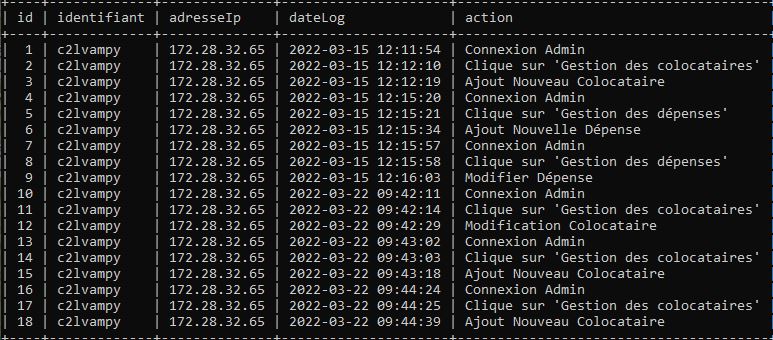 | id | identifiant | adresseIp | dateLog | action
| 1 | c2lvampy | 172.28.32.65 | 2022-03-15 12:11:54 | Connexion Admin
| 2 | c2lvampy | 172.28.32.65 | 2022-03-15 12:12:10 | Clique sur 'Gestion des colocataires'
| 3 | c2lvampy | 172.28.32.65 | 2022-03-15 12:12:19 | Ajout Nouveau Colocataire
| 4 | c2lvampy | 172.28.32.65 | 2022-03-15 12:15:20 | Connexion Admin
| 5 | c2lvampy | 172.28.32.65 | 2022-03-15 12:15:21 | Clique sur 'Gestion des dépenses'
| 6 | c2lvampy | 172.28.32.65 | 2022-03-15 12:15:34 | Ajout Nouvelle Dépense
| 7 | c2lvampy | 172.28.32.65 | 2022-03-15 12:15:57 | Connexion Admin
| 8 | c2lvampy | 172.28.32.65 | 2022-03-15 12:15:58 | Clique sur 'Gestion des dépenses'
| 9 | c2lvampy | 172.28.32.65 | 2022-03-15 12:16:03 | Modifier Dépense
| 10 | c2lvampy | 172.28.32.65 | 2022-03-22 09:42:11 | Connexion Admin
| 11 | c2lvampy | 172.28.32.65 | 2022-03-22 09:42:14 | Clique sur 'Gestion des colocataires'
| 12 | c2lvampy | 172.28.32.65 | 2022-03-22 09:42:29 | Modification Colocataire
| 13 | c2lvampy | 172.28.32.65 | 2022-03-22 09:43:02 | Connexion Admin
| 14 | c2lvampy | 172.28.32.65 | 2022-03-22 09:43:03 | Clique sur 'Gestion des colocataires'
| 15 | c2lvampy | 172.28.32.65 | 2022-03-22 09:43:18 | Ajout Nouveau Colocataire
| 16 | c2lvampy | 172.28.32.65 | 2022-03-22 09:44:24 | Connexion Admin
| 17 | c2lvampy | 172.28.32.65 | 2022-03-22 09:44:25 | Clique sur 'Gestion des colocataires'
| 18 | c2lvampy | 172.28.32.65 | 2022-03-22 09:44:39 | Ajout Nouveau Colocataire